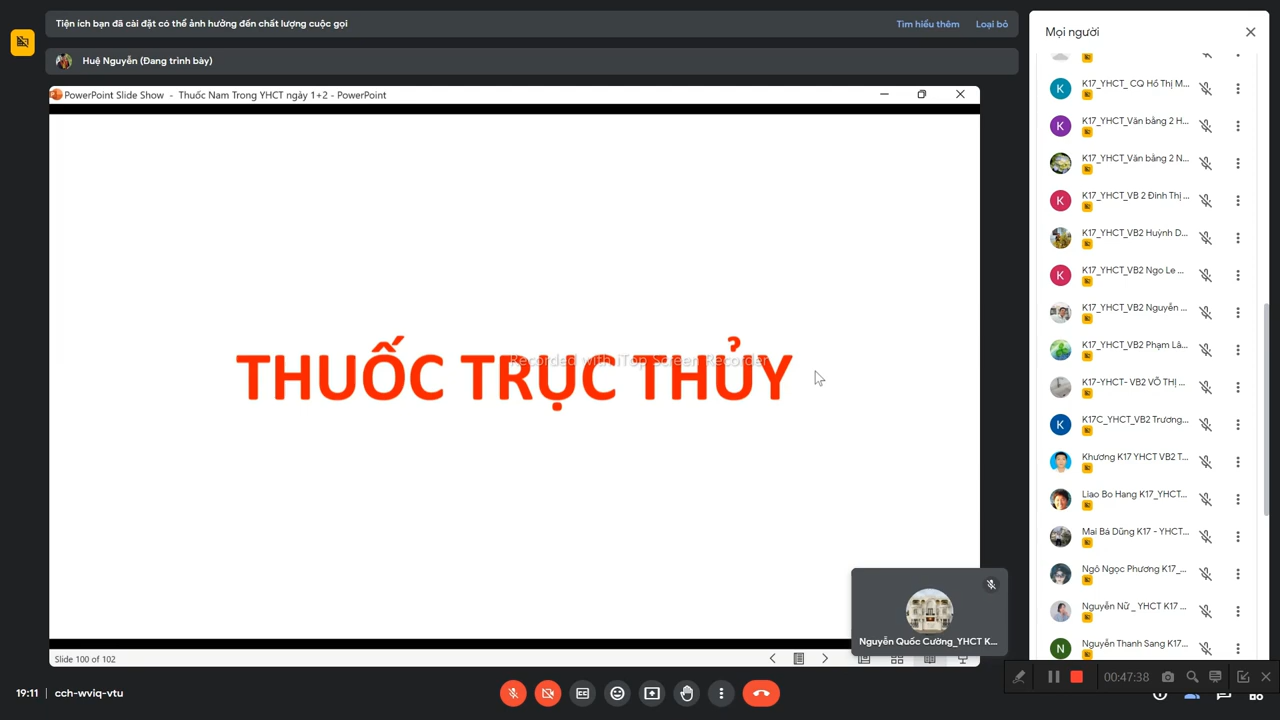 Tiện ích bạn đã cài đặt có thể ảnh hưởng đến chất lượng cuộc gọi
Tìm hiểu thêm
Loại bỏ
Huệ Nguyễn (Đang trình bày)
PowerPoint Slide Show - Thuốc Nam Trong YHCT ngày 1+2 - PowerPoint
THUỐC TRỤC THỦY
Recorded with iTop Screen Recorder
Nguyễn Quốc Cường_YHCT K...
Slide 100 of 102
19:11 | cch-wviq-vtu
Mọi người
K K17_YHCT_ CQ Hồ Thị M...
K K17_YHCT_Văn bằng 2 H...
K17_YHCT_Văn bằng 2 N...
K K17_YHCT_VB 2 Đinh Thị ...
K17_YHCT_VB2 Huỳnh D...
K K17_YHCT_VB2 Ngo Le ...
K17_YHCT_VB2 Nguyễn ...
K17_YHCT_VB2 Phạm Lâ...
K17-YHCT- VB2 VÕ THỊ ...
K K17C_YHCT_VB2 Trương...
Khương K17 YHCT VB2 T...
Liao Bo Hang K17_YHCT...
Mai Bá Dũng K17 - YHCT...
Ngô Ngọc Phương K17_...
Nguyễn Nữ _ YHCT K17 ...
N Nguyễn Thanh Sang K17...
00:47:38